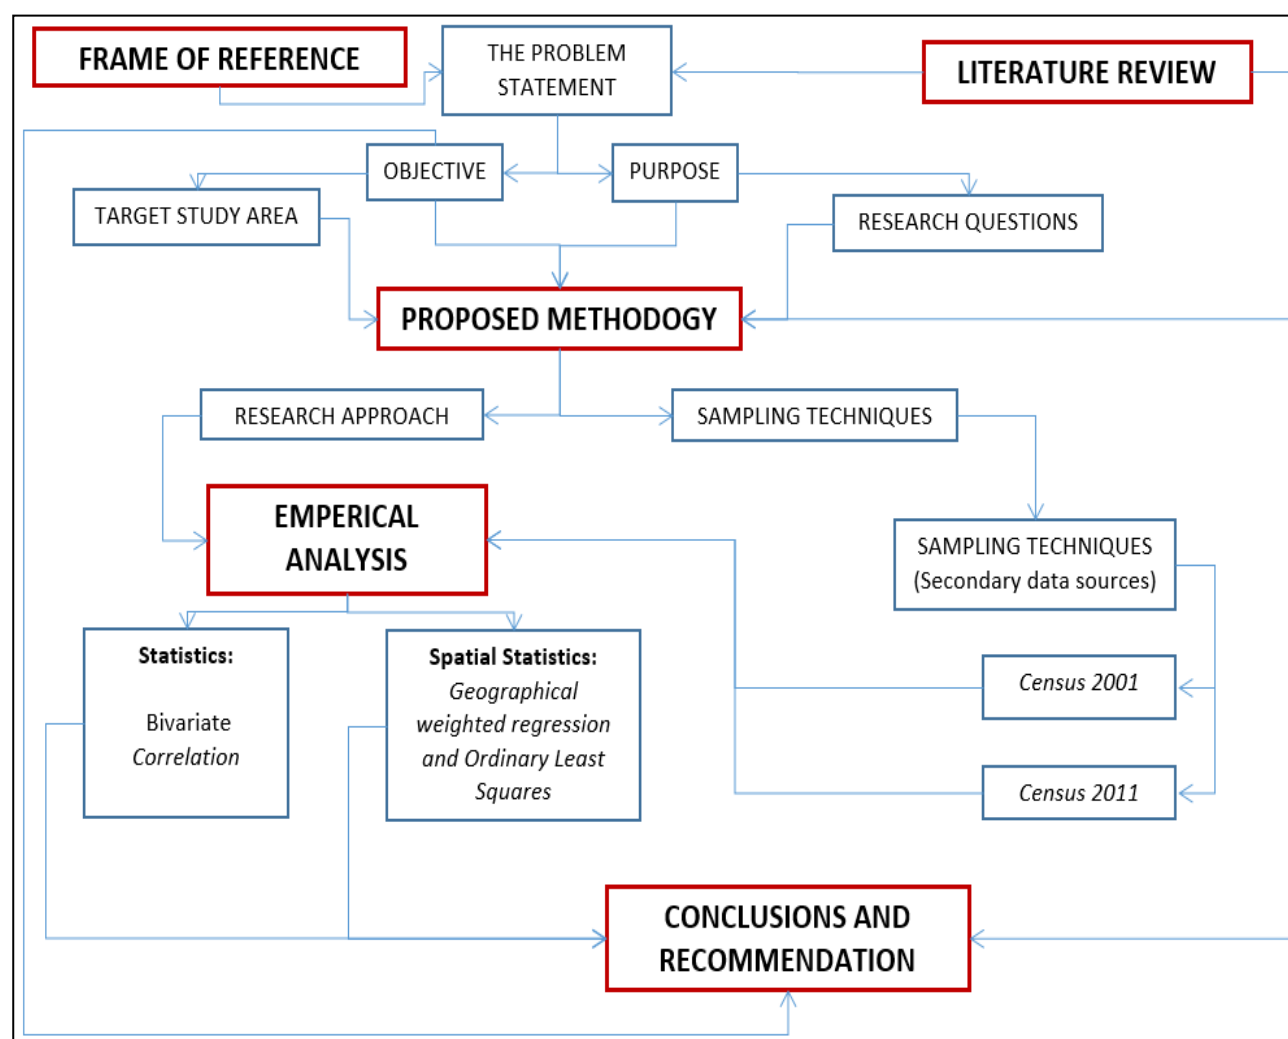 FRAME OF REFERENCE
THE PROBLEM
STATEMENT
LITERATURE REVIEW
OBJECTIVE
PURPOSE
TARGET STUDY AREA
RESEARCH QUESTIONS
PROPOSED METHODOGY
RESEARCH APPROACH
SAMPLING TECHNIQUES
EMPERICAL
ANALYSIS
SAMPLING TECHNIQUES
(Secondary data sources)
Statistics:
Bivariate
Correlation
Spatial Statistics:
Geographical
weighted regression
and Ordinary Least
Squares
Census 2001
Census 2011
CONCLUSIONS AND
RECOMMENDATION